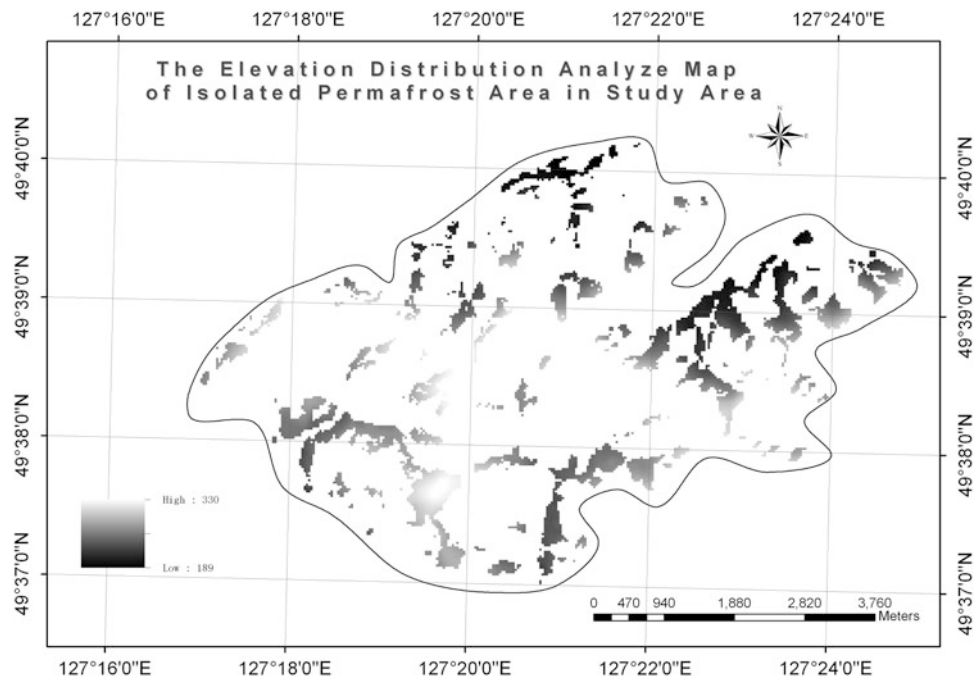 127°16'0"E 127°18'0"E 127°20'0"E 127°22'0"E 127°24'0"E
The Elevation Distribution Analyze Map
of Isolated Permafrost Area in Study Area
N
W E
S
49°40'0"N 49°40'0"N
49°39'0"N 49°39'0"N
49°38'0"N 49°38'0"N
High : 330
Low : 189
49°37'0"N 49°37'0"N
0 470 940 1,880 2,820 3,760
Meters
127°16'0"E 127°18'0"E 127°20'0"E 127°22'0"E 127°24'0"E